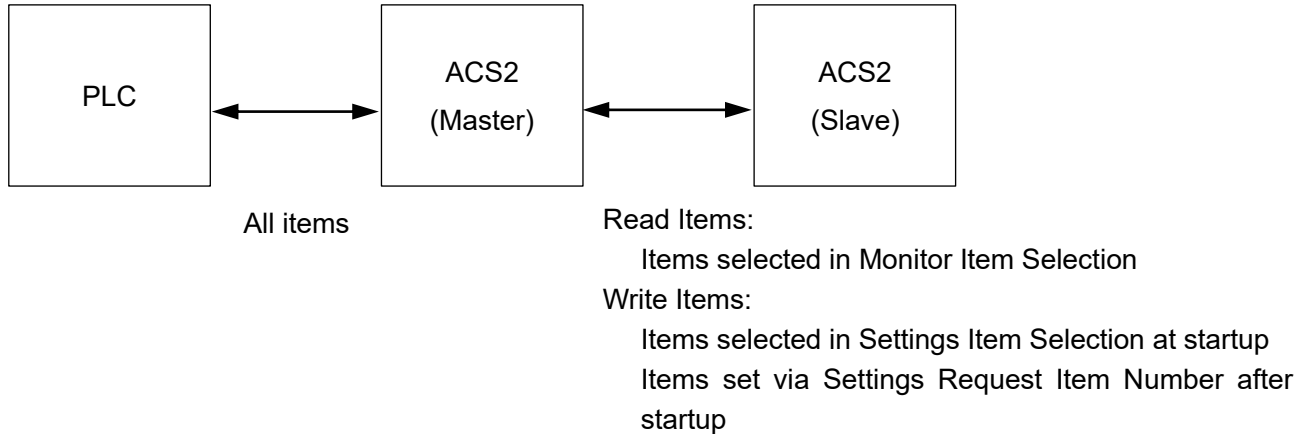 PLC
ACS2
(Master)
ACS2
(Slave)
All items
Read Items:
Items selected in Monitor Item Selection
Write Items:
Items selected in Settings Item Selection at startup
Items set via Settings Request Item Number after
startup